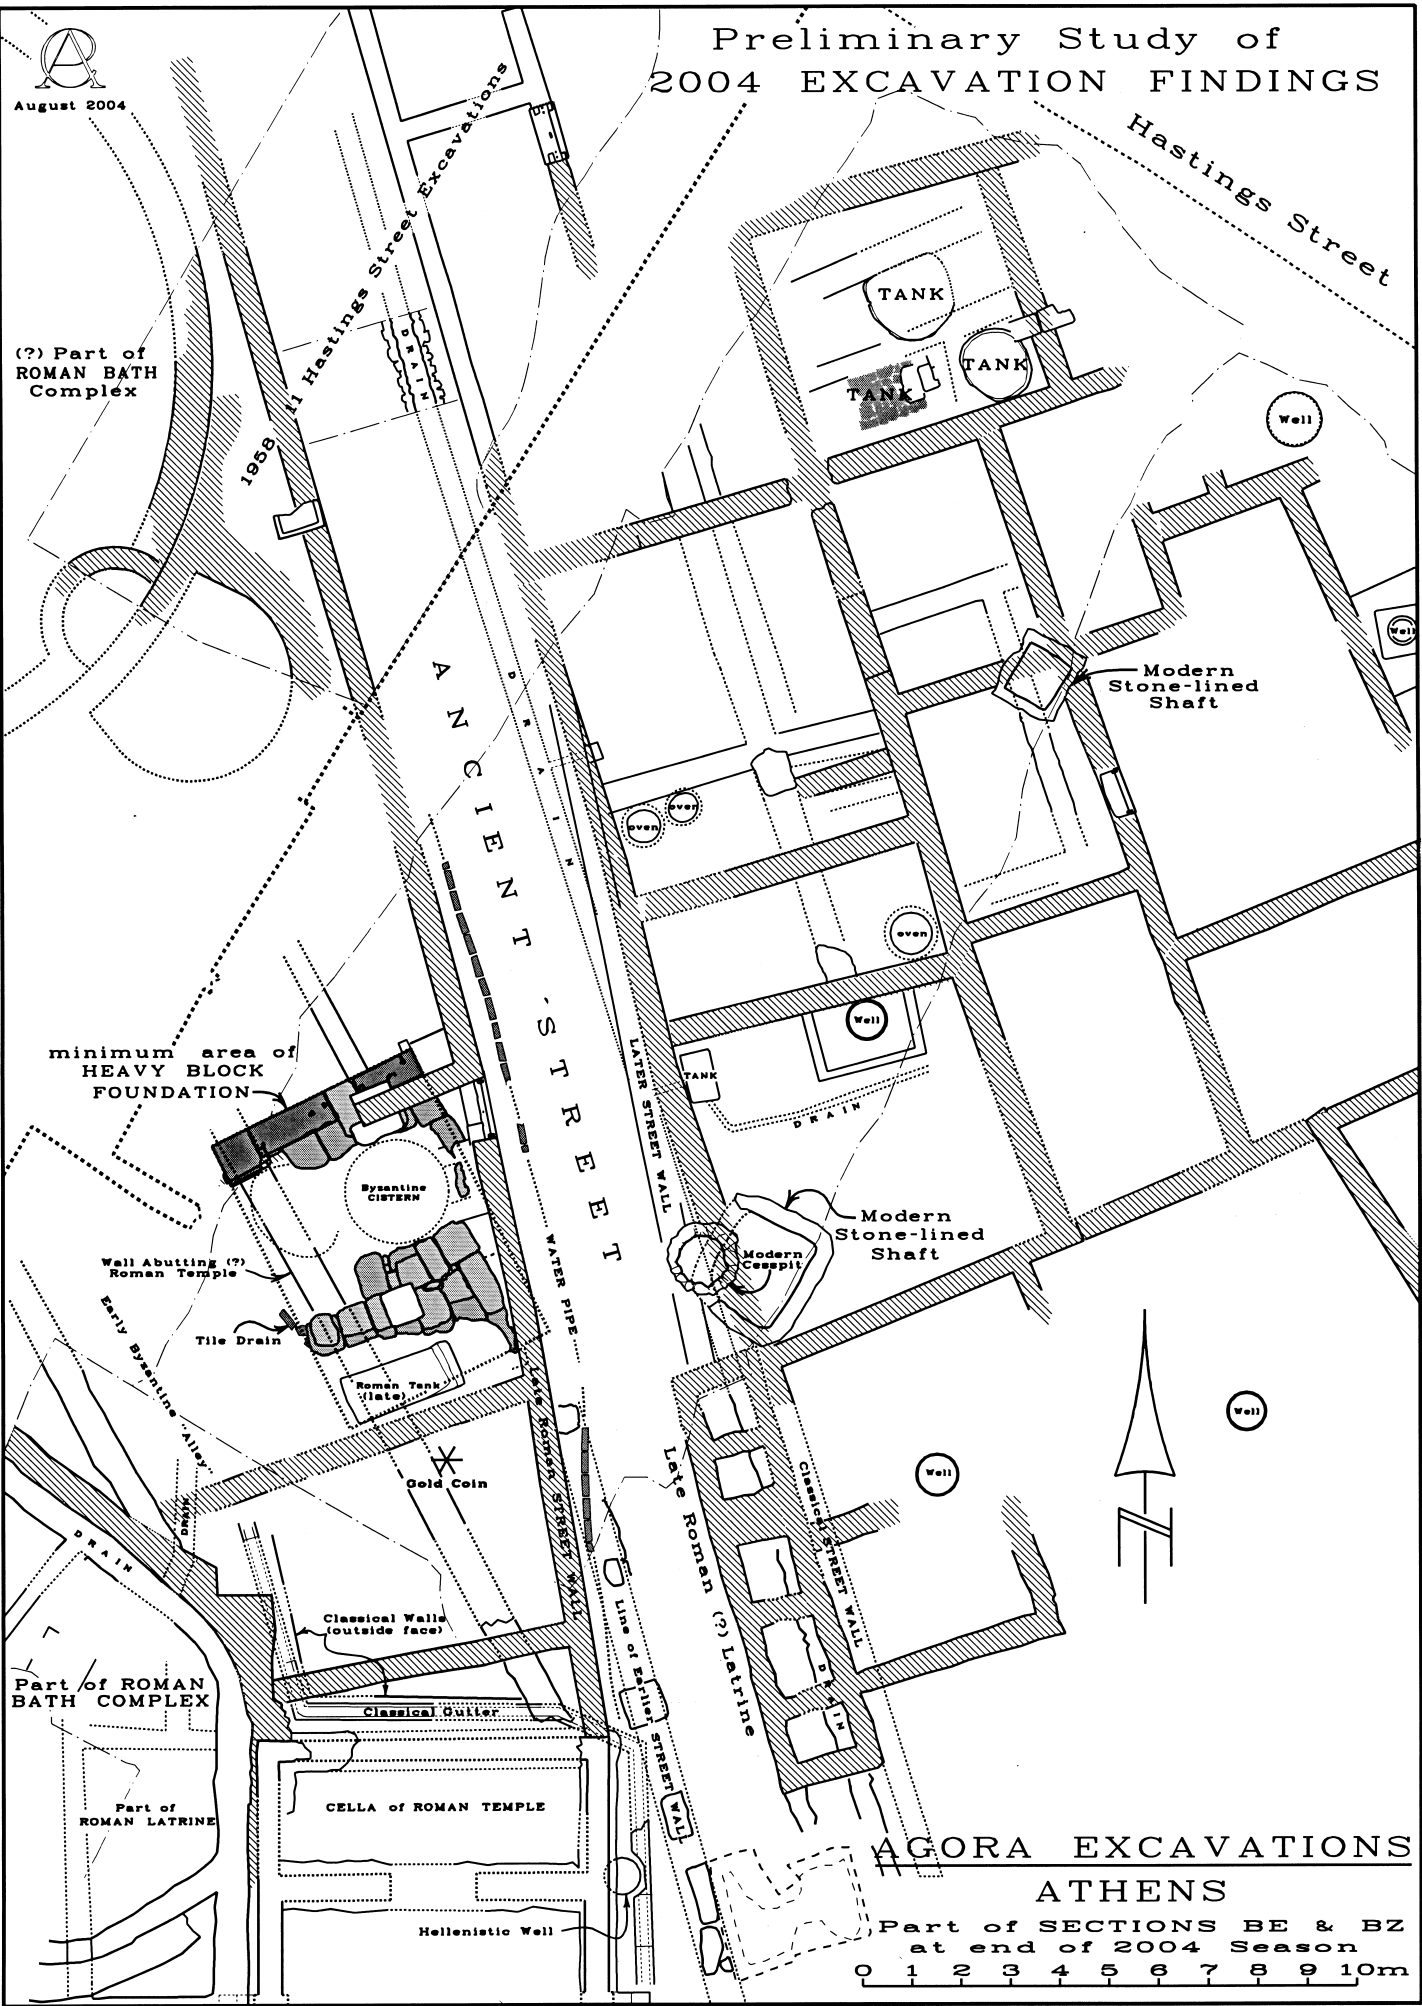 Preliminary Study of
2004 EXCAVATION FINDINGS
August 2004
Hastings Street
1958 11 Hastings Street Excavations
(?) Part of
ROMAN BATH
Complex
DRAIN
TANK
TANK
TANK
Well
Well
Modern
Stone-lined
Shaft
ANCIENT - STREET
DRAIN
oven
oven
oven
Well
TANK
DRAIN
LATER STREET WALL
minimum area of
HEAVY BLOCK
FOUNDATION
Byzantine
CISTERN
Modern
Stone-lined
Shaft
Modern
Cesspit
WATER PIPE
Wall Abutting (?)
Roman Temple
Tile Drain
Early Byzantine Alley
Roman Tank
(late)
Late Roman STREET WALL
Gold Coin
DRAIN
DRAIN
Well
Well
N
Late Roman (?) Latrine
Classical STREET WALL
DRAIN
Line of Earlier STREET WALL
Classical Walls
(outside face)
Classical Gutter
Part of ROMAN
BATH COMPLEX
Part of
ROMAN LATRINE
CELLA of ROMAN TEMPLE
Hellenistic Well
AGORA EXCAVATIONS
ATHENS
Part of SECTIONS BE & BZ
at end of 2004 Season
0 1 2 3 4 5 6 7 8 9 10m